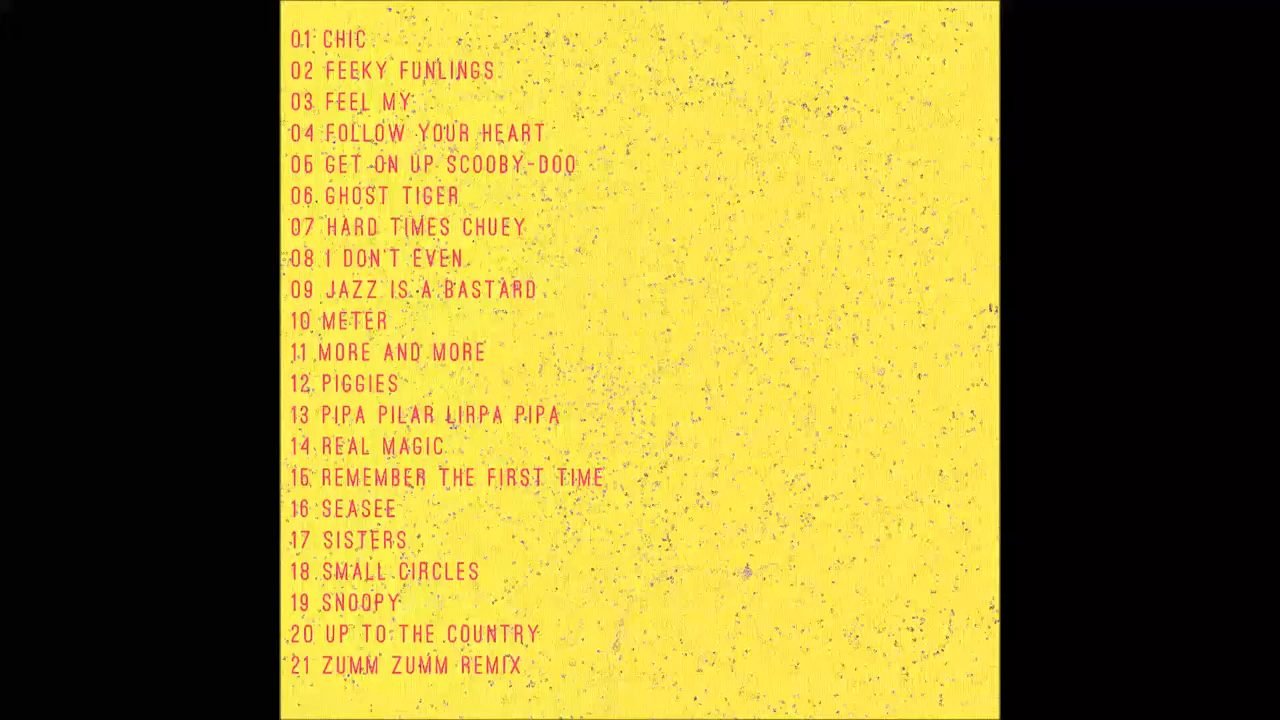 01 CHIC
02 FEEKY FUNLINGS
03 FEEL MY
04 FOLLOW YOUR HEART
05 GET ON UP SCOOBY-DOO
06 GHOST TIGER
07 HARD TIMES CHUEY
08 I DON'T EVEN
09 JAZZ IS A BASTARD
10 METER
11 MORE AND MORE
12 PIGGIES
13 PIPA PILAR LIRPA PIPA
14 REAL MAGIC
15 REMEMBER THE FIRST TIME
16 SEASEE
17 SISTERS
18 SMALL CIRCLES
19 SNOOPY
20 UP TO THE COUNTRY
21 ZUMM ZUMM REMIX